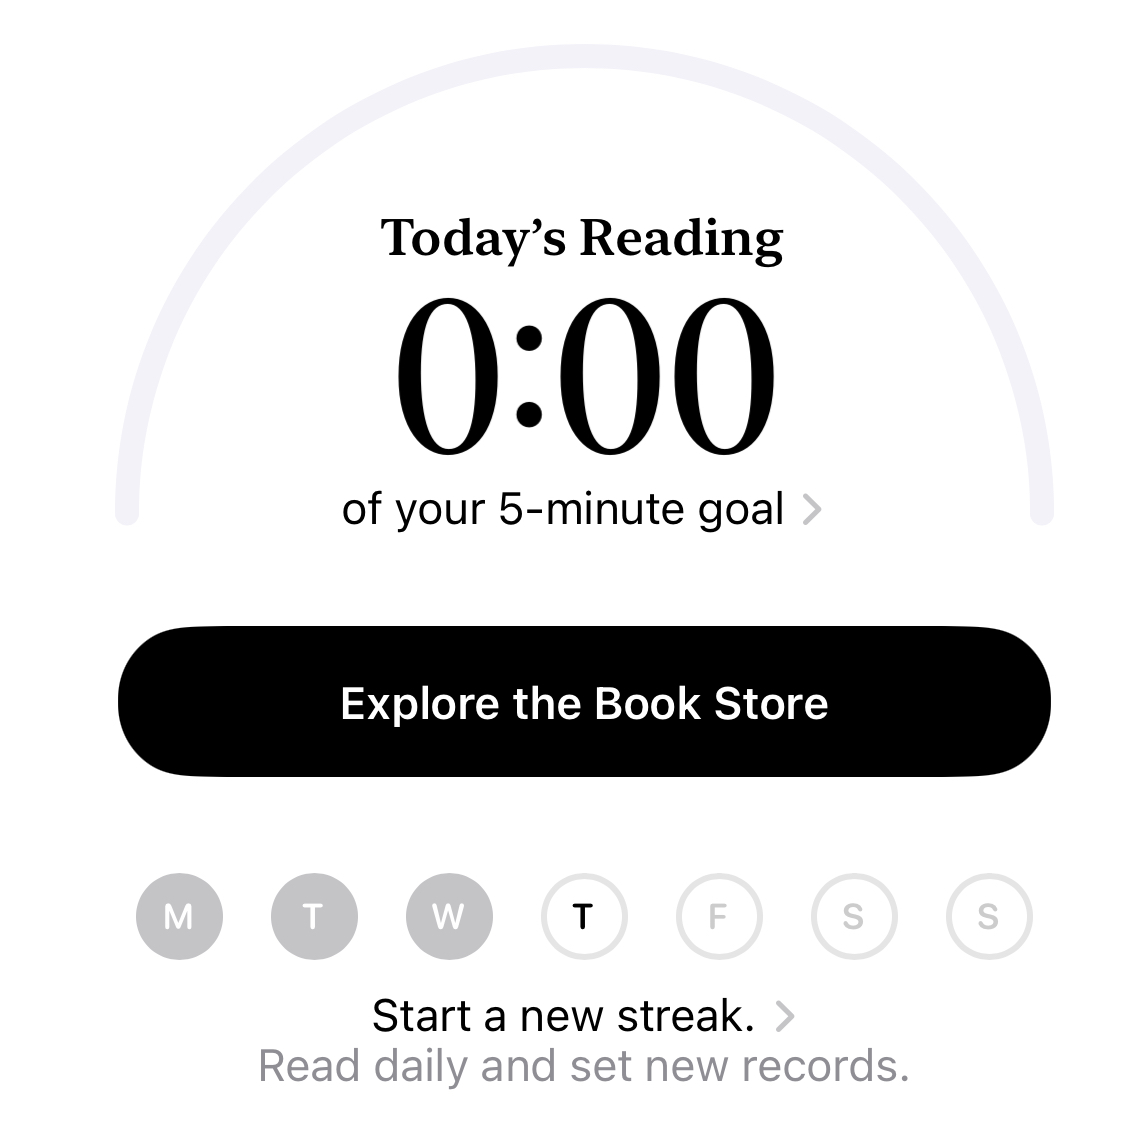 Today’s Reading
0:00
of your 5-minute goal
Explore the Book Store
M T W T F S S
Start a new streak.
Read daily and set new records.